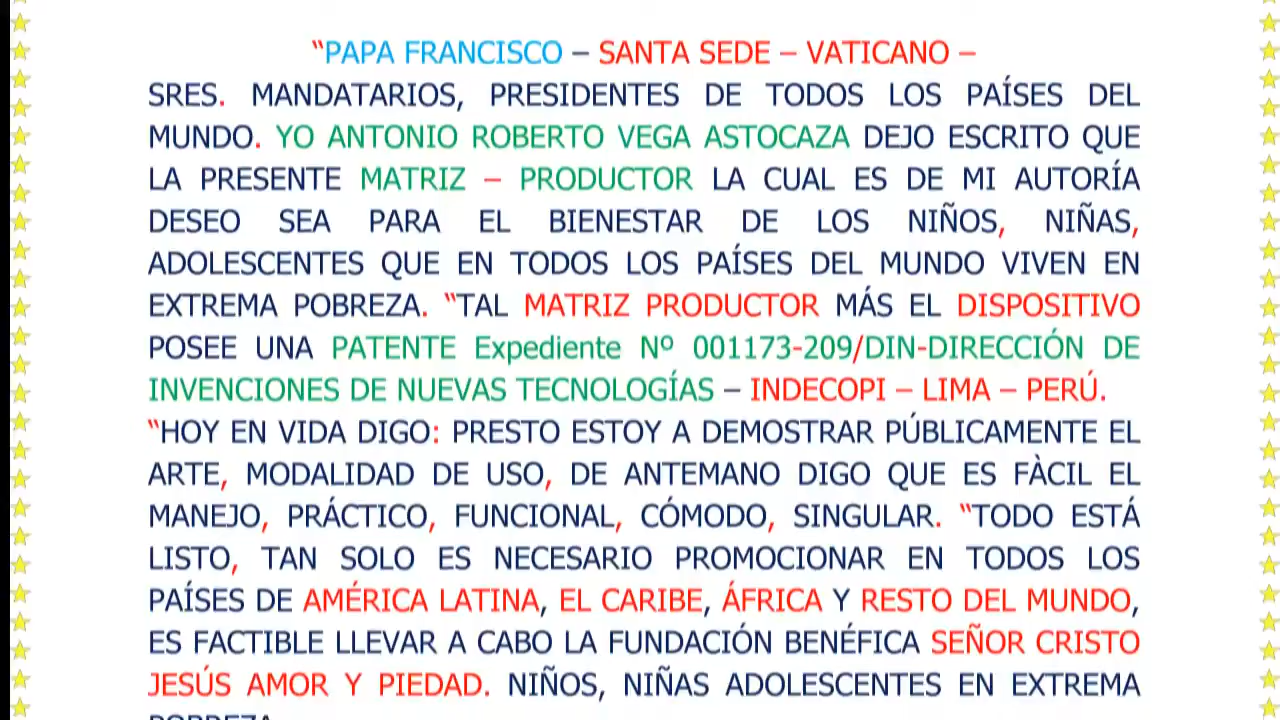 “PAPA FRANCISCO – SANTA SEDE – VATICANO –
SRES. MANDATARIOS, PRESIDENTES DE TODOS LOS PAÍSES DEL
MUNDO. YO ANTONIO ROBERTO VEGA ASTOCAZA DEJO ESCRITO QUE
LA PRESENTE MATRIZ – PRODUCTOR LA CUAL ES DE MI AUTORÍA
DESEO SEA PARA EL BIENESTAR DE LOS NIÑOS, NIÑAS,
ADOLESCENTES QUE EN TODOS LOS PAÍSES DEL MUNDO VIVEN EN
EXTREMA POBREZA. “TAL MATRIZ PRODUCTOR MÁS EL DISPOSITIVO
POSEE UNA PATENTE Expediente Nº 001173-209/DIN-DIRECCIÓN DE
INVENCIONES DE NUEVAS TECNOLOGÍAS – INDECOPI – LIMA – PERÚ.
“HOY EN VIDA DIGO: PRESTO ESTOY A DEMOSTRAR PÚBLICAMENTE EL
ARTE, MODALIDAD DE USO, DE ANTEMANO DIGO QUE ES FÀCIL EL
MANEJO, PRÁCTICO, FUNCIONAL, CÓMODO, SINGULAR. “TODO ESTÁ
LISTO, TAN SOLO ES NECESARIO PROMOCIONAR EN TODOS LOS
PAÍSES DE AMÉRICA LATINA, EL CARIBE, ÁFRICA Y RESTO DEL MUNDO,
ES FACTIBLE LLEVAR A CABO LA FUNDACIÓN BENÉFICA SEÑOR CRISTO
JESÚS AMOR Y PIEDAD. NIÑOS, NIÑAS ADOLESCENTES EN EXTREMA
POBREZA